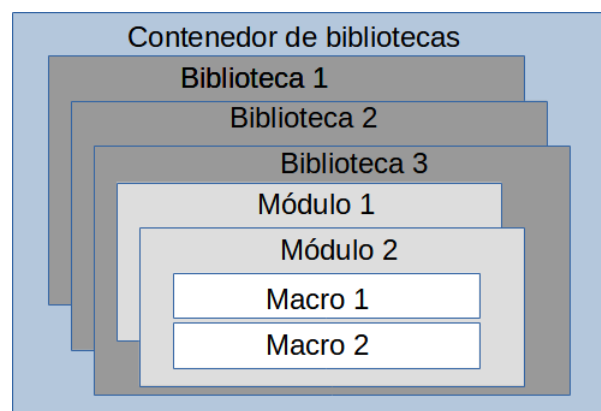 Contenedor de bibliotecas
Biblioteca 1
Biblioteca 2
Biblioteca 3
Módulo 1
Módulo 2
Macro 1
Macro 2